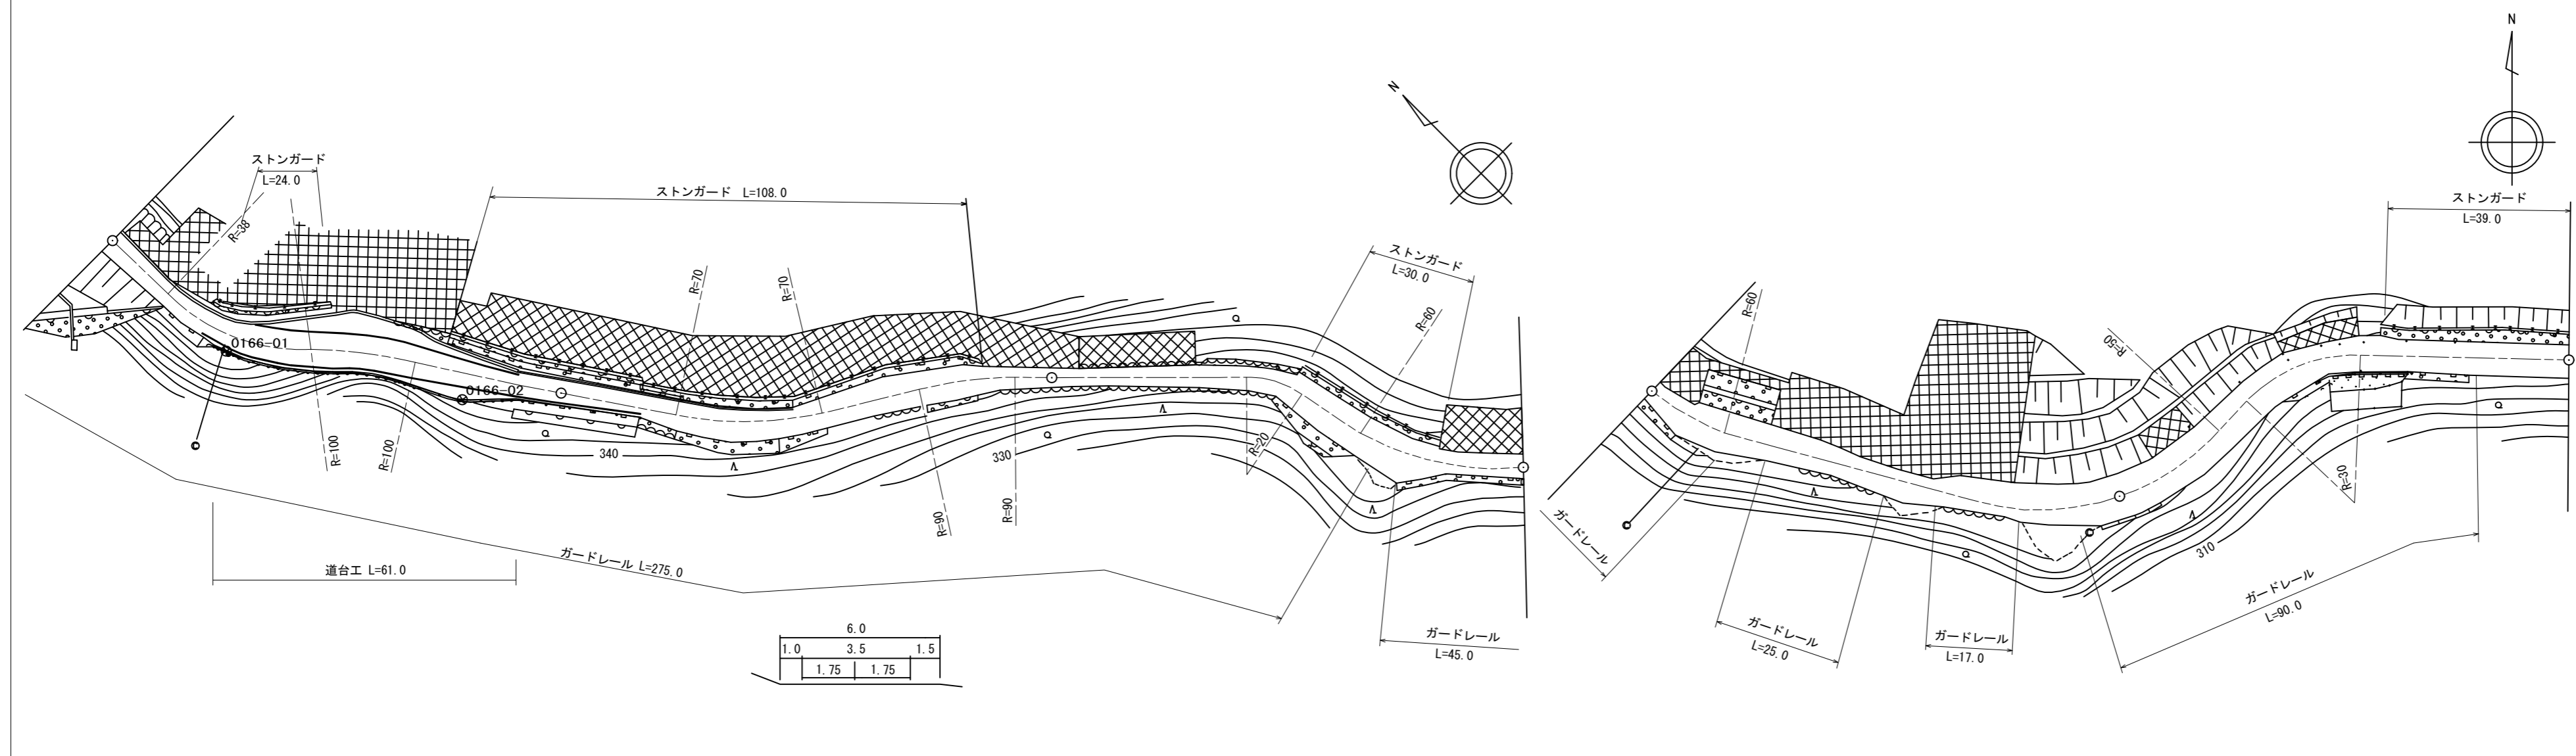 N
N
ストンガード
L=24.0
ストンガード L=108.0
ストンガード
L=30.0
ストンガード
L=39.0
R=38
R=70
R=70
R=60
R=60
R=50
0166-01
0166-02
R=100
R=100
340
330
R=90
R=90
R=20
R=30
310
道台工 L=61.0
ガードレール L=275.0
ガードレール
L=45.0
ガードレール
ガードレール
L=25.0
ガードレール
L=17.0
ガードレール
L=90.0
6.0
1.0 3.5 1.5
1.75 1.75